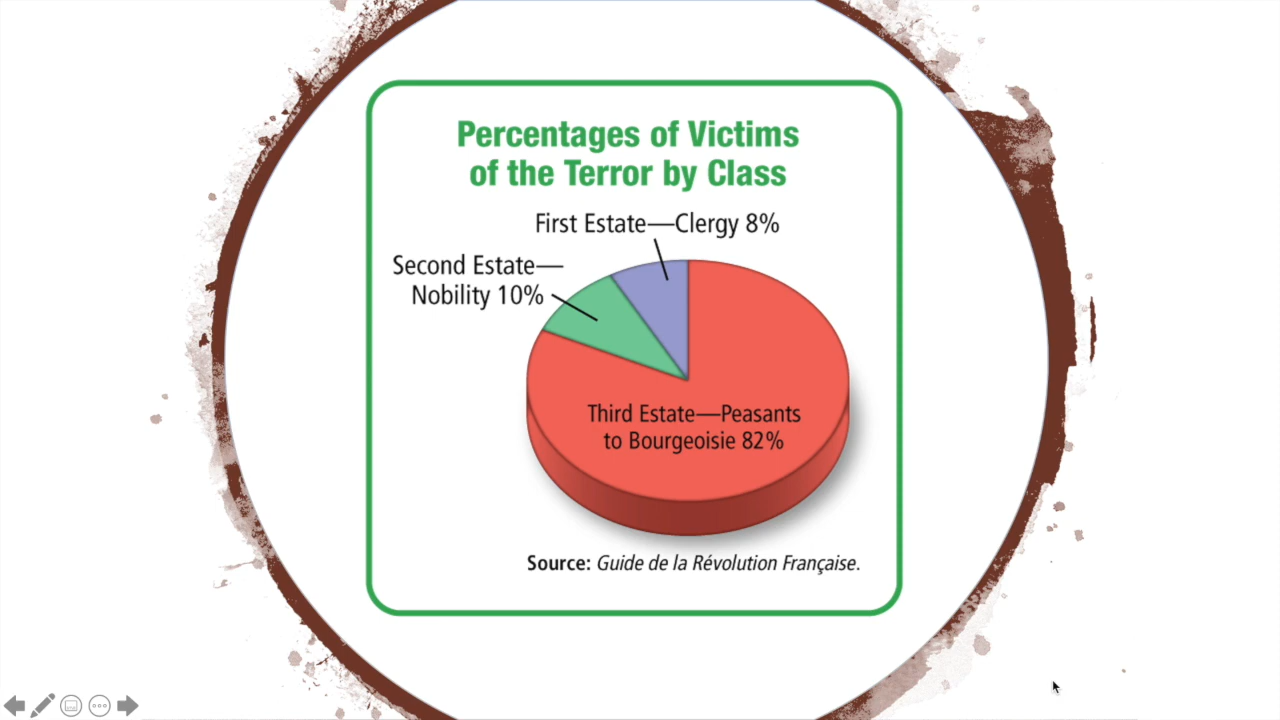 Percentages of Victims
of the Terror by Class
First Estate—Clergy 8%
Second Estate—
Nobility 10%
Third Estate—Peasants
to Bourgeoisie 82%
Source: Guide de la Révolution Française.